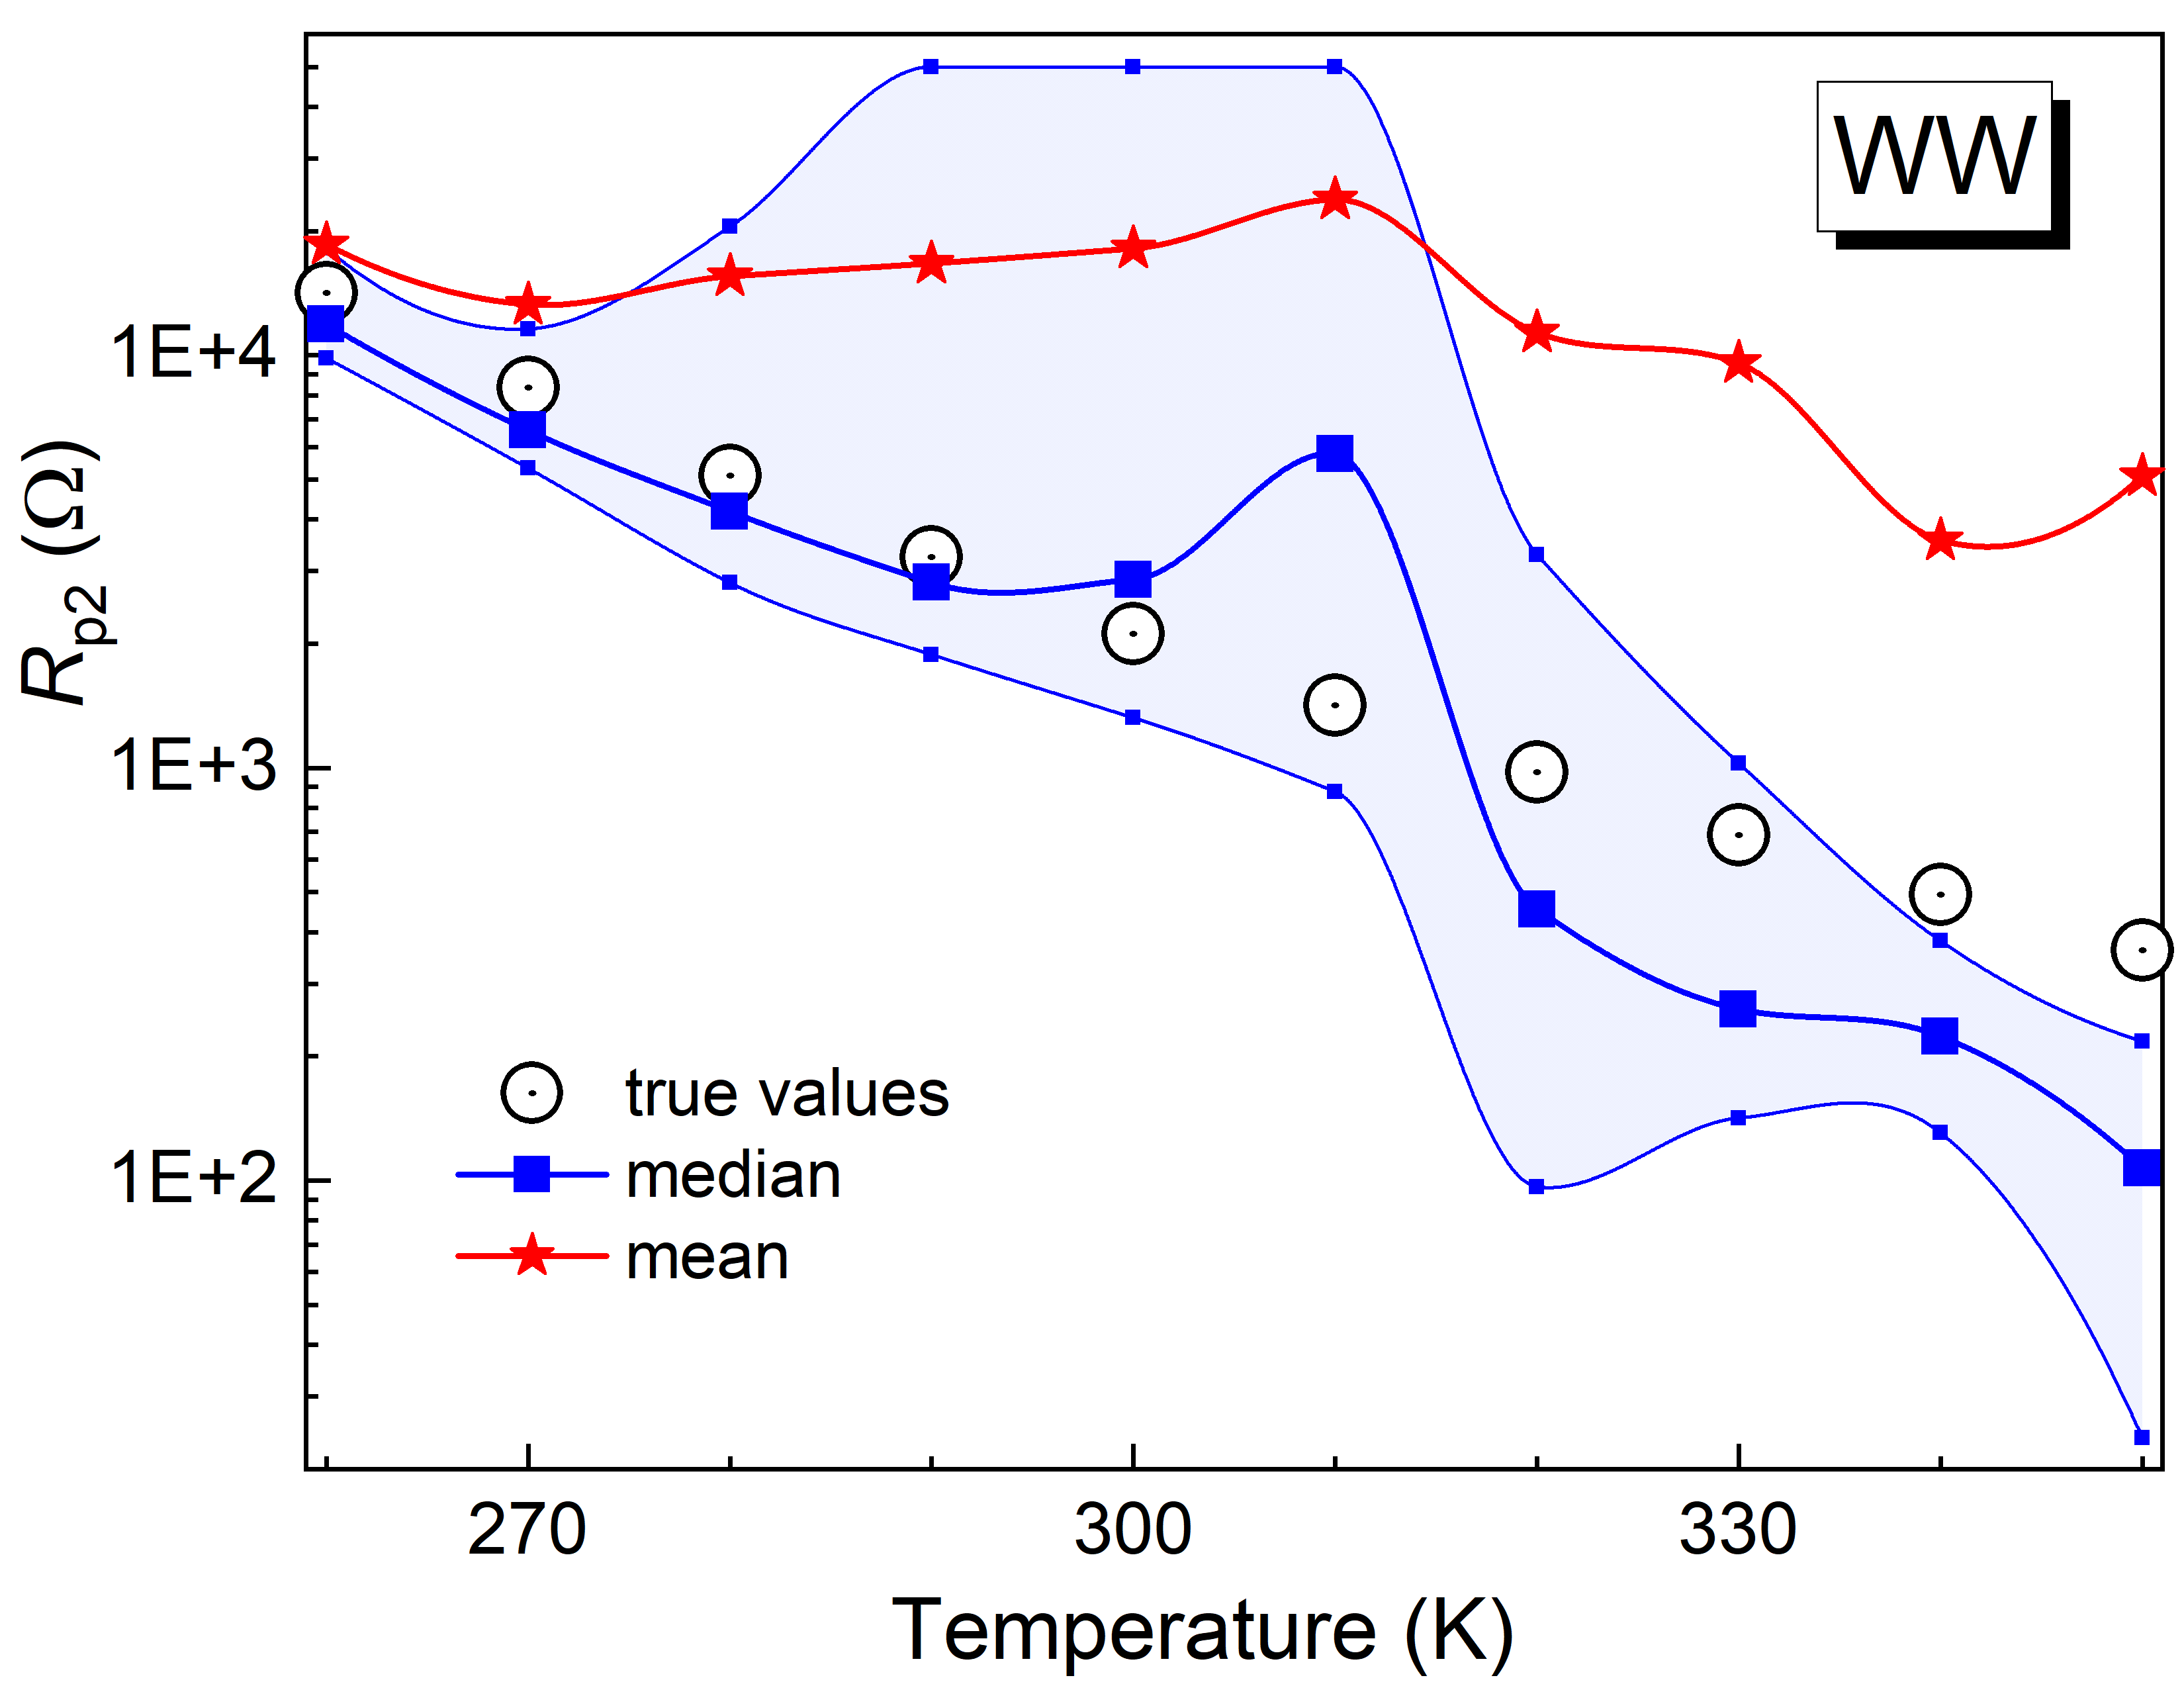 WW
1E+4
1E+3
1E+2
Rp2 (Ω)
true values
median
mean
270 300 330
Temperature (K)